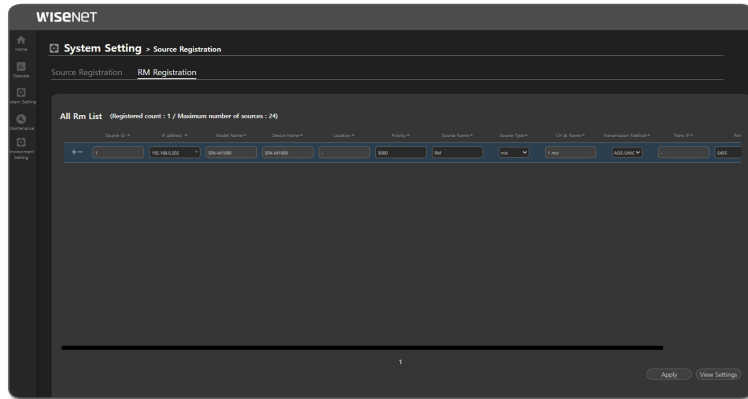 WISENET
Home
System Setting > Source Registration
Operate
Source Registration RM Registration
System Setting
Maintenance
Environment Setting
All Rm List (Registered count : 1 / Maximum number of sources : 24)
Source ID IP address Model Name Device Name Location Priority Source Name Source Type CH & Name Transmission Method Trans. IP
+ − 1 192.168.0.202 SPA-M1000 SPA-M1000 - 3000 RM mic 1 mic AOE-UNIC - 5403
1
Apply View Settings